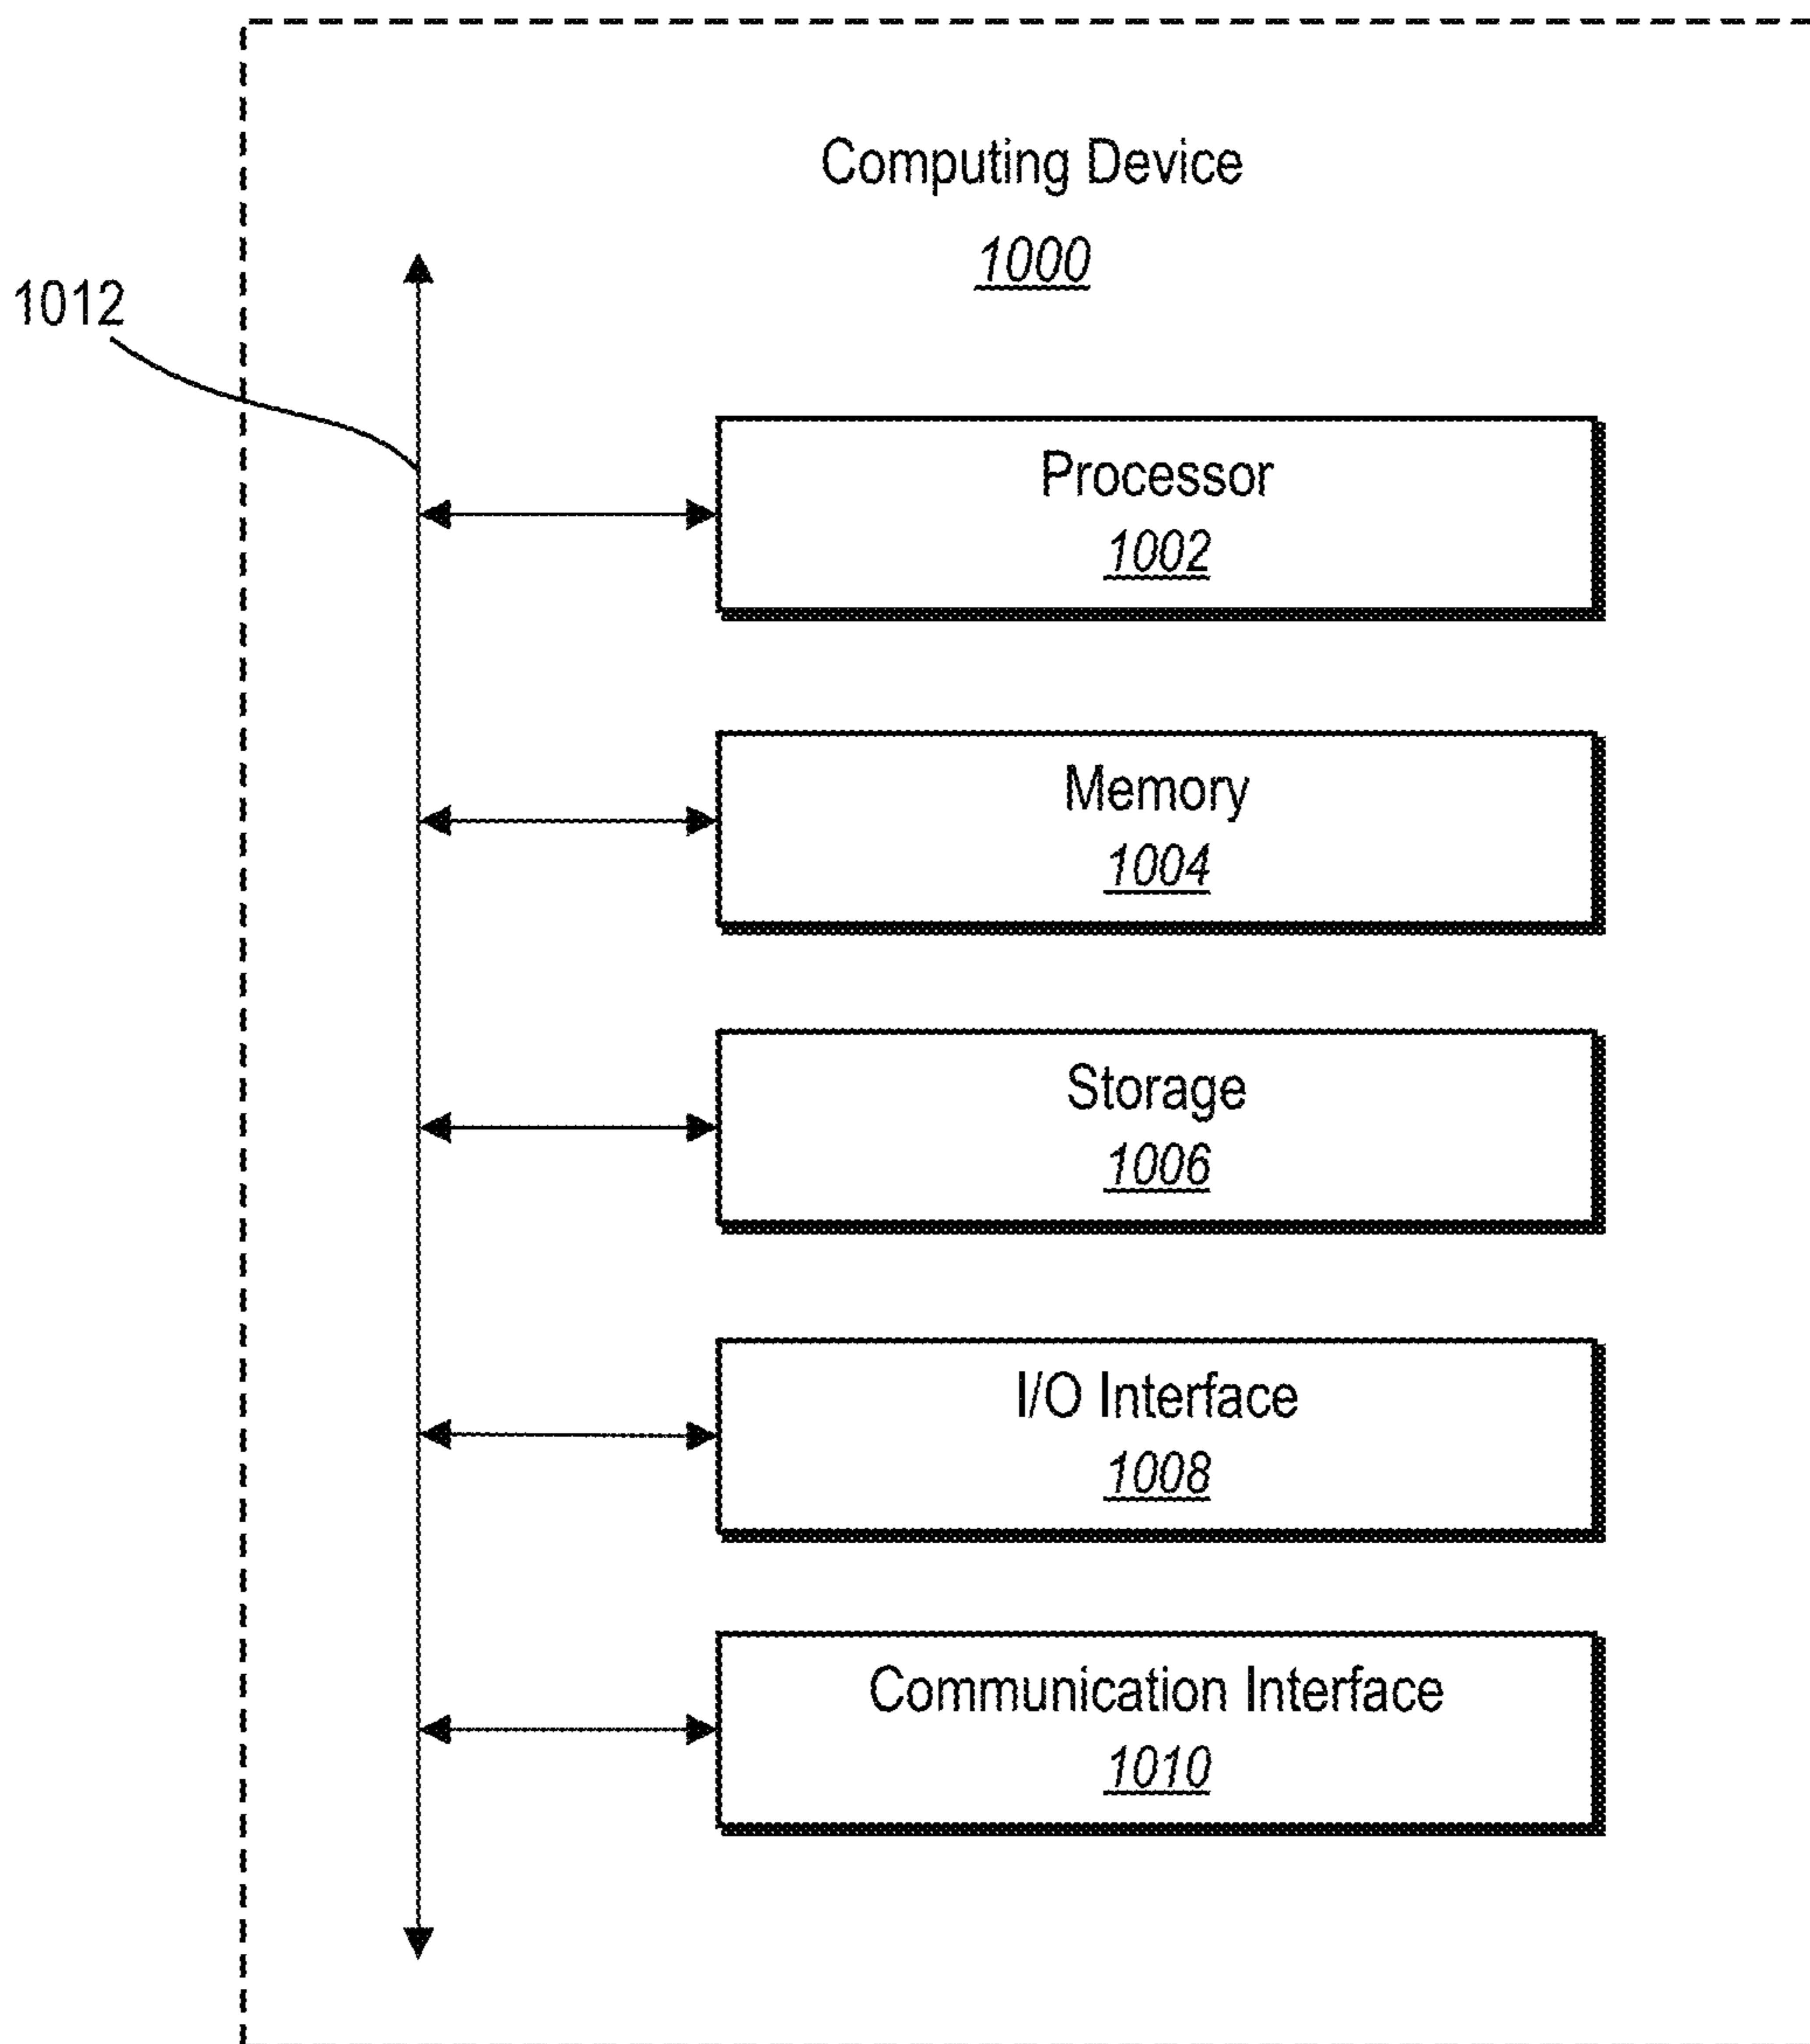 Computing Device
1000
1012
Processor
1002
Memory
1004
Storage
1006
I/O Interface
1008
Communication Interface
1010